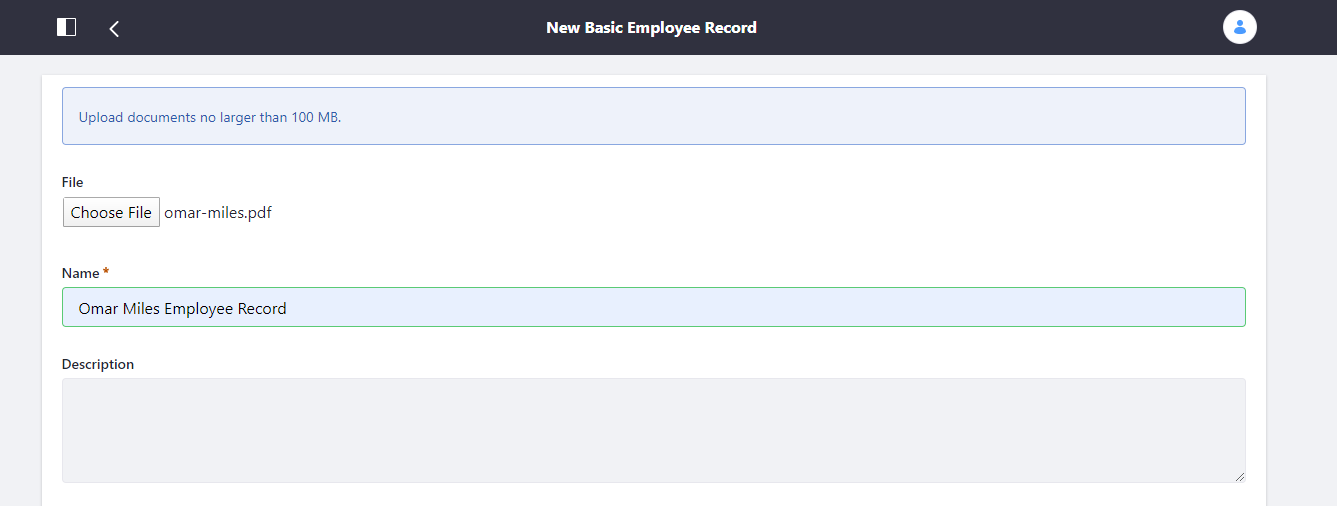 New Basic Employee Record
Upload documents no larger than 100 MB.
File
Choose File omar-miles.pdf
Name *
Omar Miles Employee Record
Description